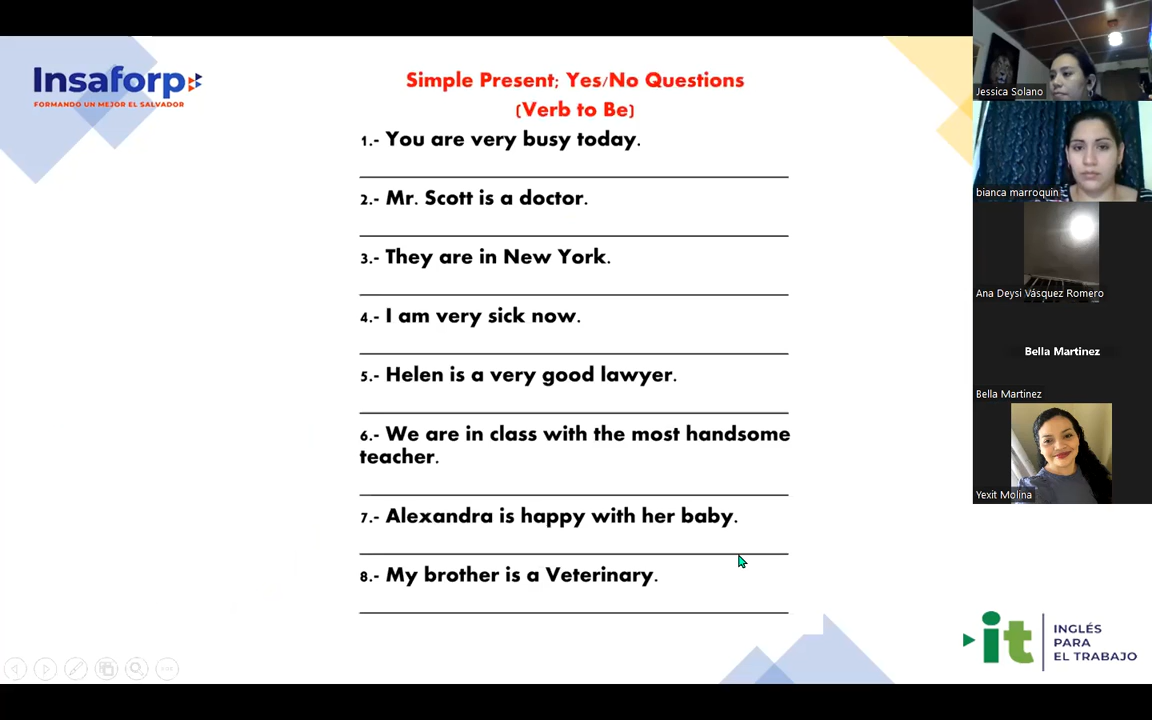 Insaforp
FORMANDO UN MEJOR EL SALVADOR
Simple Present; Yes/No Questions
(Verb to Be)
1.- You are very busy today.
2.- Mr. Scott is a doctor.
3.- They are in New York.
4.- I am very sick now.
5.- Helen is a very good lawyer.
6.- We are in class with the most handsome
teacher.
7.- Alexandra is happy with her baby.
8.- My brother is a Veterinary.
it
INGLÉS
PARA
EL TRABAJO
Jessica Solano
bianca marroquin
Ana Deysi Vásquez Romero
Bella Martinez
Bella Martinez
Yexit Molina